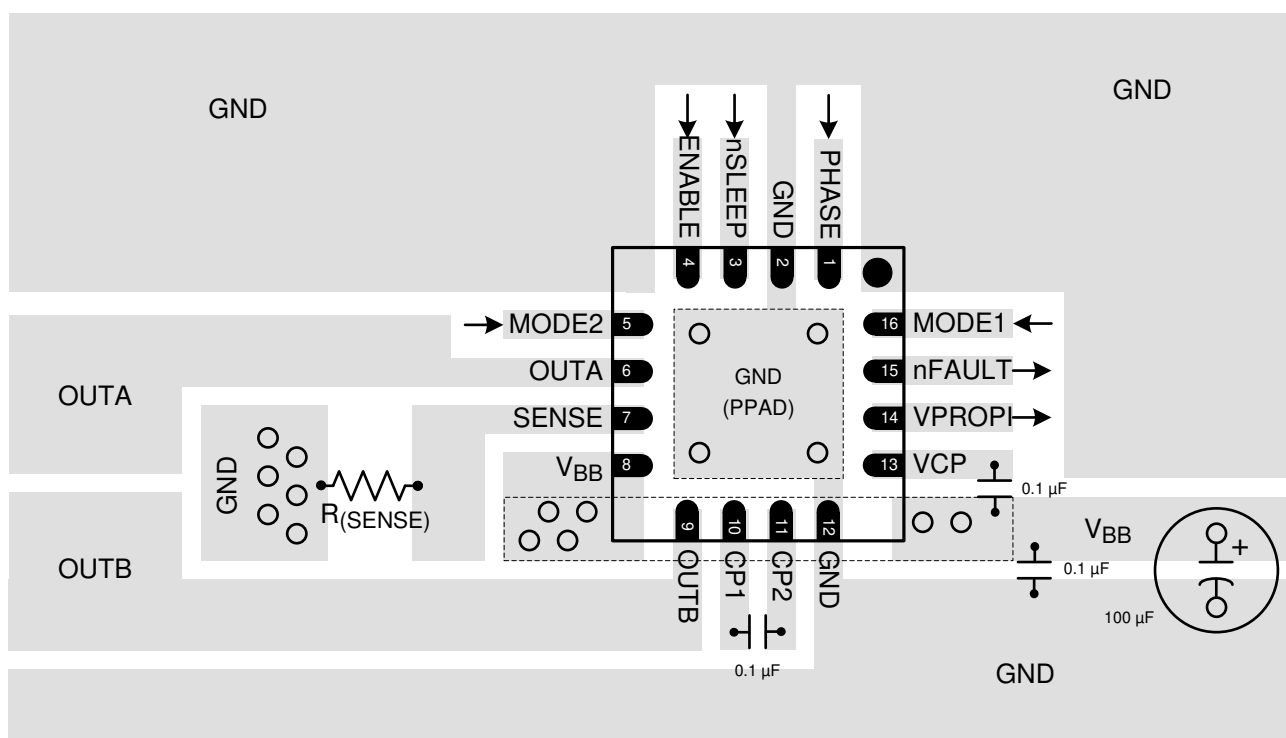 GND
GND
ENABLE
nSLEEP
GND
PHASE
4
3
2
1
MODE2
5
16
MODE1
OUTA
OUTA
6
GND
(PPAD)
15
nFAULT
SENSE
7
14
VPROPI
VBB
8
13
VCP
GND
R(SENSE)
0.1 µF
9
10
11
12
VBB
+
OUTB
OUTB
CP1
CP2
GND
0.1 µF
100 µF
0.1 µF
GND